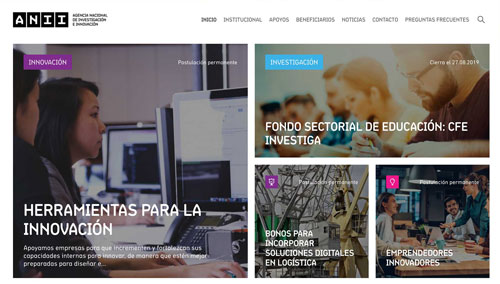 ANII
AGENCIA NACIONAL
DE INVESTIGACIÓN
E INNOVACIÓN
INICIO INSTITUCIONAL APOYOS BENEFICIARIOS NOTICIAS CONTACTO PREGUNTAS FRECUENTES
INNOVACIÓN
Postulación permanente
HERRAMIENTAS PARA LA
INNOVACIÓN
Apoyamos empresas para que incrementen y fortalezcan sus
capacidades internas para innovar, de manera que estén mejor
preparadas para diseñar e...
INVESTIGACIÓN
Cierra el 27.08.2019
FONDO SECTORIAL DE EDUCACIÓN: CFE
INVESTIGA
Postulación permanente
BONOS PARA
INCORPORAR
SOLUCIONES DIGITALES
EN LOGÍSTICA
Postulación permanente
EMPRENDEDORES
INNOVADORES